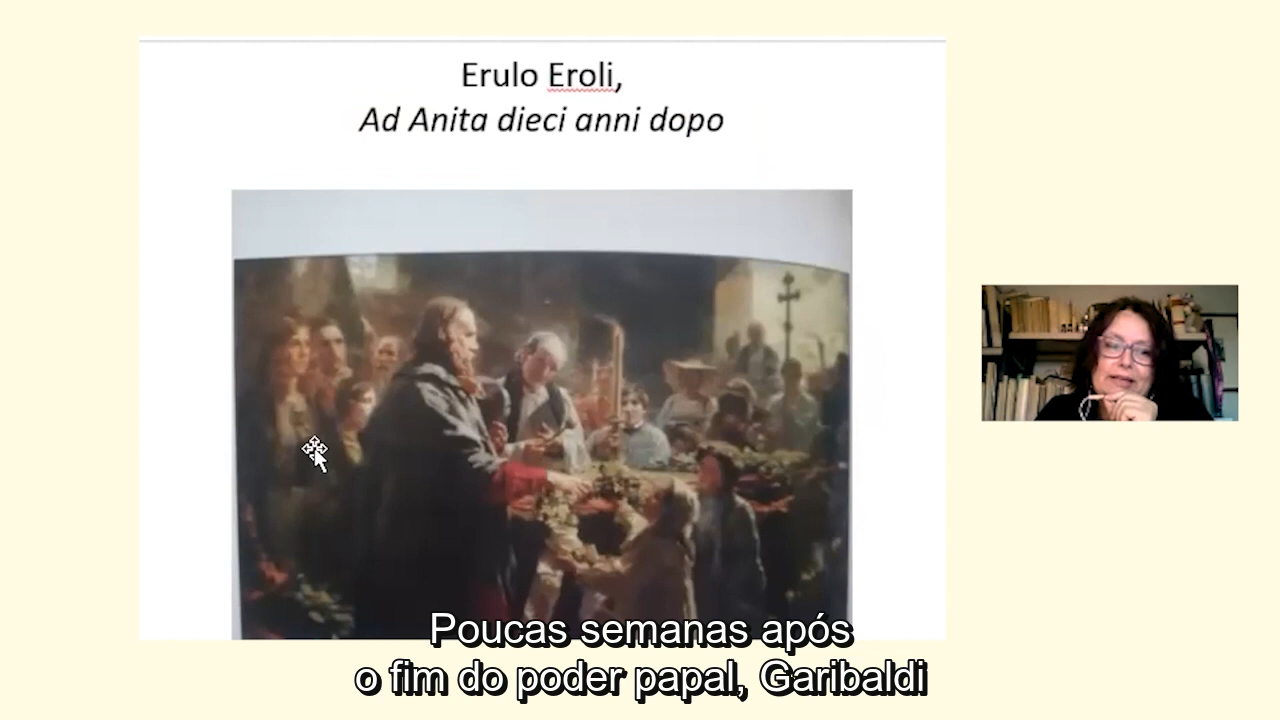 Erulo Eroli,
Ad Anita dieci anni dopo
Poucas semanas após
o fim do poder papal, Garibaldi